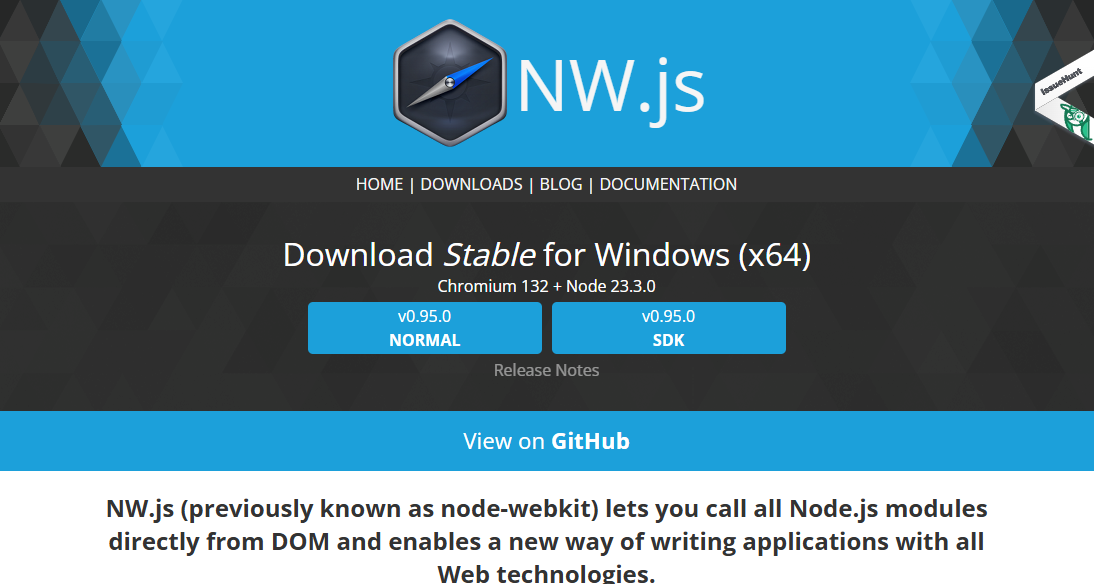 NW.js
IssueHunt
HOME | DOWNLOADS | BLOG | DOCUMENTATION
Download Stable for Windows (x64)
Chromium 132 + Node 23.3.0
v0.95.0
NORMAL
v0.95.0
SDK
Release Notes
View on GitHub
NW.js (previously known as node-webkit) lets you call all Node.js modules
directly from DOM and enables a new way of writing applications with all
Web technologies.